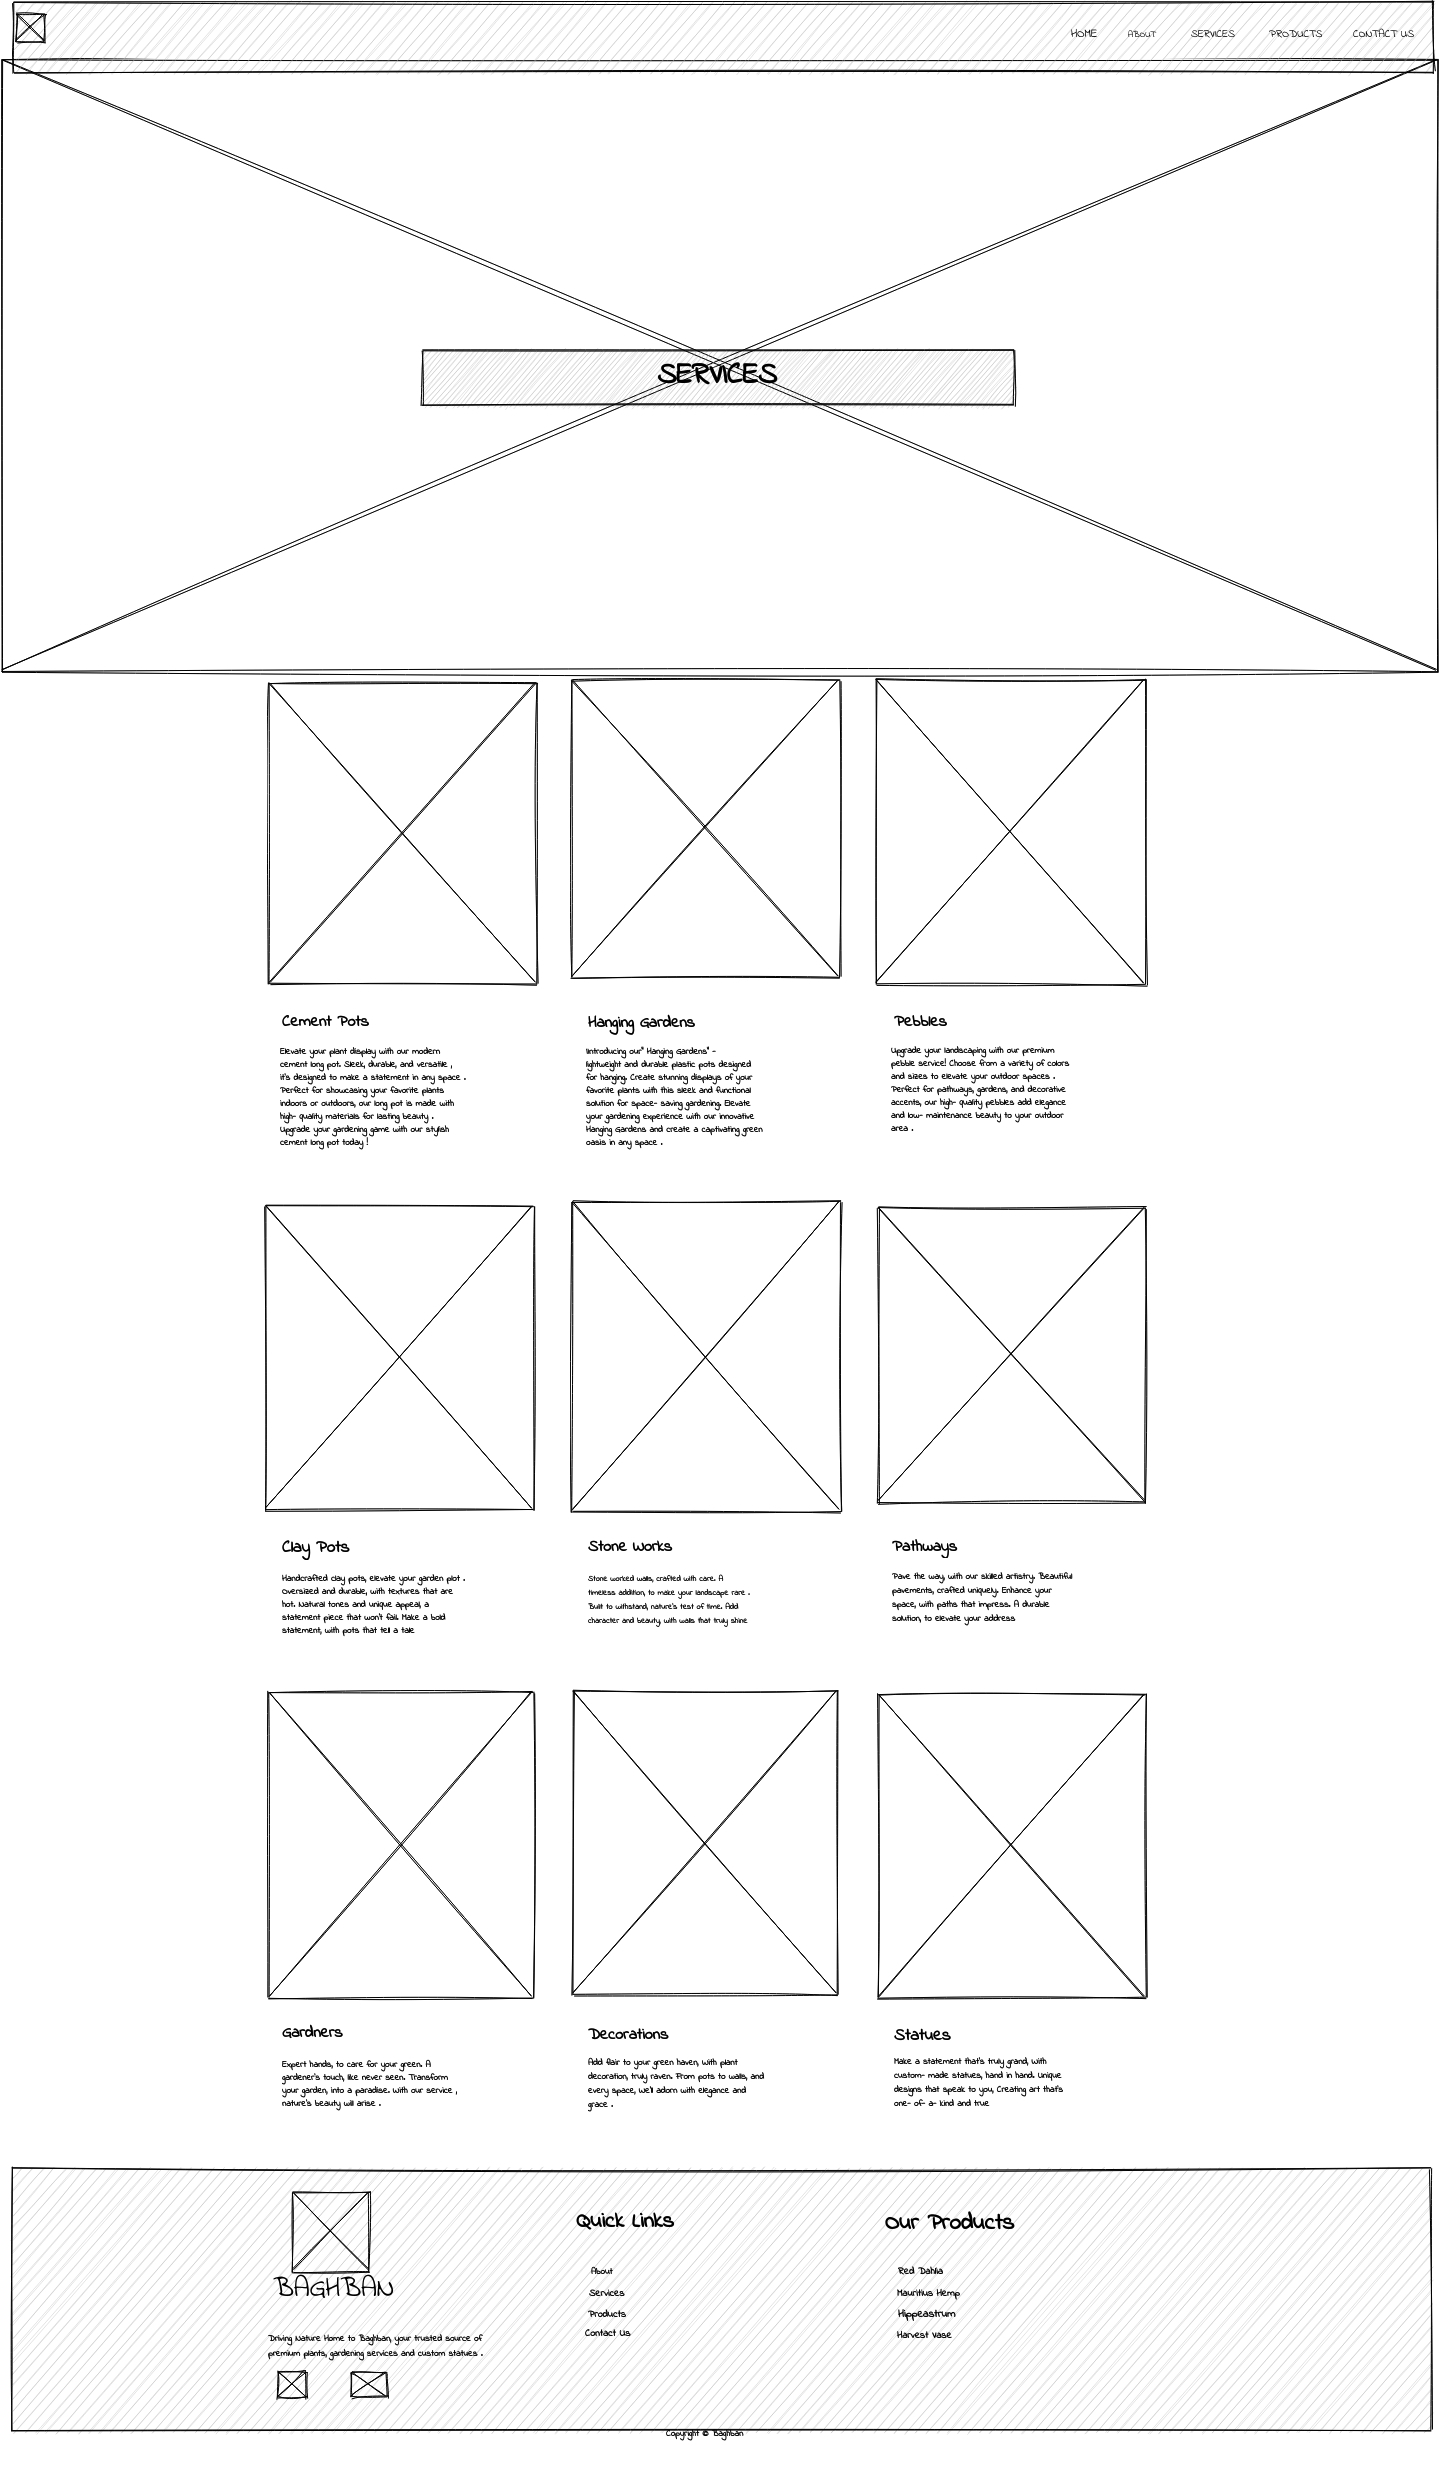 HOME ABOUT SERVICES PRODUCTS CONTACT US
SERVICES
Cement Pots
Elevate your plant display with our modern
cement long pot. Sleek, durable, and versatile ,
it's designed to make a statement in any space .
Perfect for showcasing your favorite plants
indoors or outdoors, our long pot is made with
high- quality materials for lasting beauty .
Upgrade your gardening game with our stylish
cement long pot today !
Hanging Gardens
IIntroducing our" Hanging Gardens" -
lightweight and durable plastic pots designed
for hanging. Create stunning displays of your
favorite plants with this sleek and functional
solution for space- saving gardening. Elevate
your gardening experience with our innovative
Hanging Gardens and create a captivating green
oasis in any space .
Pebbles
Upgrade your landscaping with our premium
pebble service! Choose from a variety of colors
and sizes to elevate your outdoor spaces .
Perfect for pathways, gardens, and decorative
accents, our high- quality pebbles add elegance
and low- maintenance beauty to your outdoor
area .
Clay Pots
Handcrafted clay pots, elevate your garden plot .
Oversized and durable, with textures that are
hot. Natural tones and unique appeal, a
statement piece that won't fail. Make a bold
statement, with pots that tell a tale
Stone Works
Stone worked walls, crafted with care. A
timeless addition, to make your landscape rare .
Built to withstand, nature's test of time. Add
character and beauty, with walls that truly shine
Pathways
Pave the way, with our skilled artistry. Beautiful
pavements, crafted uniquely. Enhance your
space, with paths that impress. A durable
solution, to elevate your address
Gardners
Expert hands, to care for your green. A
gardener's touch, like never seen. Transform
your garden, into a paradise. With our service ,
nature's beauty will arise .
Decorations
Add flair to your green haven, With plant
decoration, truly raven. From pots to walls, and
every space, We'll adorn with elegance and
grace .
Statues
Make a statement that's truly grand, With
custom- made statues, hand in hand. Unique
designs that speak to you, Creating art that's
one- of- a- kind and true
BAGHBAN
Driving Nature Home to Baghban, your trusted source of
premium plants, gardening services and custom statues .
Quick Links
About
Services
Products
Contact Us
Our Products
Red Dahlia
Mauritius Hemp
Hippeastrum
Harvest Vase
Copyright © Baghban